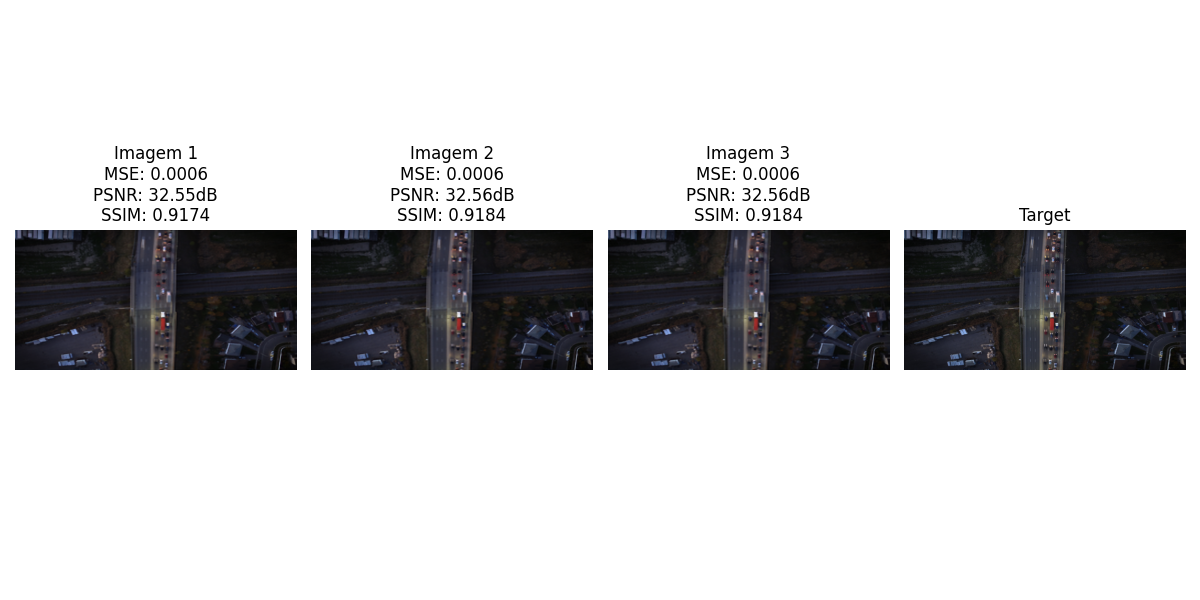 Imagem 1
MSE: 0.0006
PSNR: 32.55dB
SSIM: 0.9174
Imagem 2
MSE: 0.0006
PSNR: 32.56dB
SSIM: 0.9184
Imagem 3
MSE: 0.0006
PSNR: 32.56dB
SSIM: 0.9184
Target